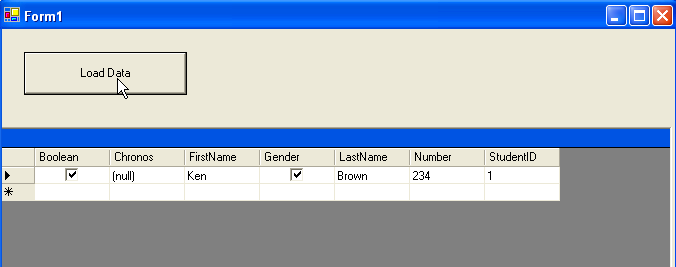 Form1
Load Data
Boolean Chronos FirstName Gender LastName Number StudentID
(null) Ken Brown 234 1